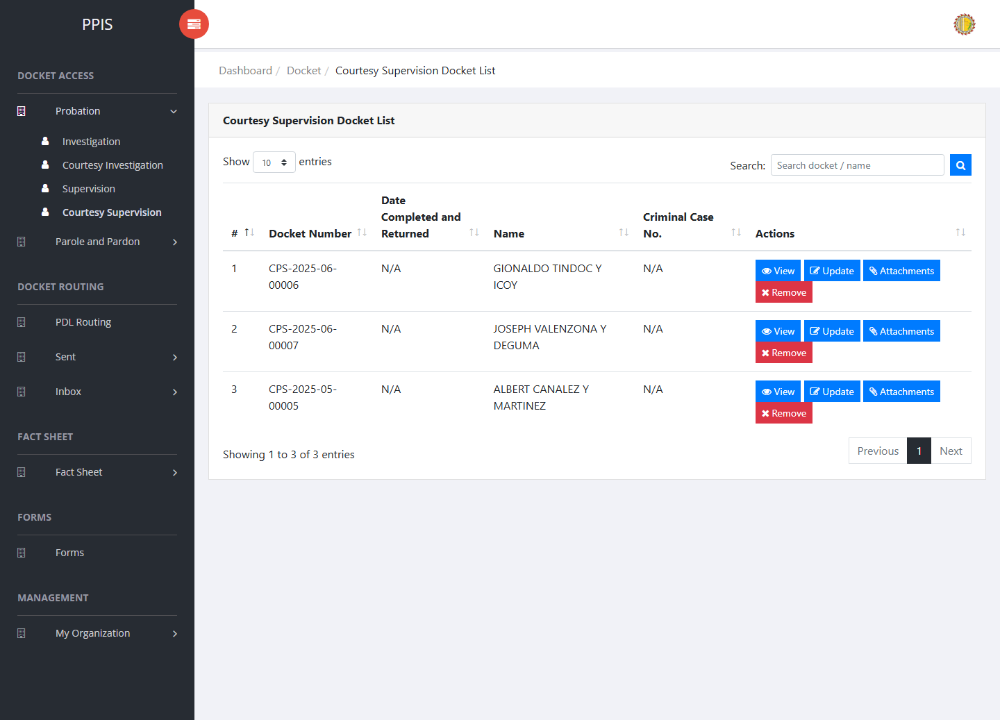 PPIS
DOCKET ACCESS
Probation
Investigation
Courtesy Investigation
Supervision
Courtesy Supervision
Parole and Pardon
DOCKET ROUTING
PDL Routing
Sent
Inbox
FACT SHEET
Fact Sheet
FORMS
Forms
MANAGEMENT
My Organization
Dashboard / Docket / Courtesy Supervision Docket List
Courtesy Supervision Docket List
Show 10 entries
Search: Search docket / name
# Docket Number Date Completed and Returned Name Criminal Case No. Actions
1 CPS-2025-06-00006 N/A GIONALDO TINDOC Y ICOY N/A View Update Attachments
Remove
2 CPS-2025-06-00007 N/A JOSEPH VALENZONA Y DEGUMA N/A View Update Attachments
Remove
3 CPS-2025-05-00005 N/A ALBERT CANALEZ Y MARTINEZ N/A View Update Attachments
Remove
Showing 1 to 3 of 3 entries
Previous 1 Next